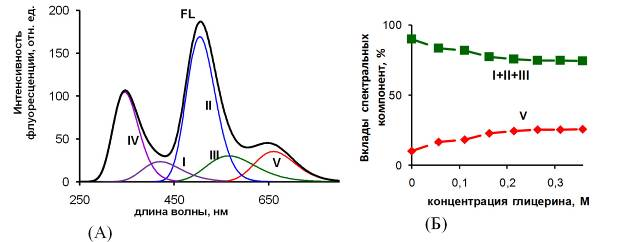 Интенсивность
флуоресценции, отн. ед.
200
150
100
50
0
250
450
650
длина волны, нм
FL
IV
I
II
III
V
(А)
Вклады спектральных
компонент, %
100
50
0
0
0,1
0,2
0,3
I+II+III
V
концентрация глицерина, М
(Б)